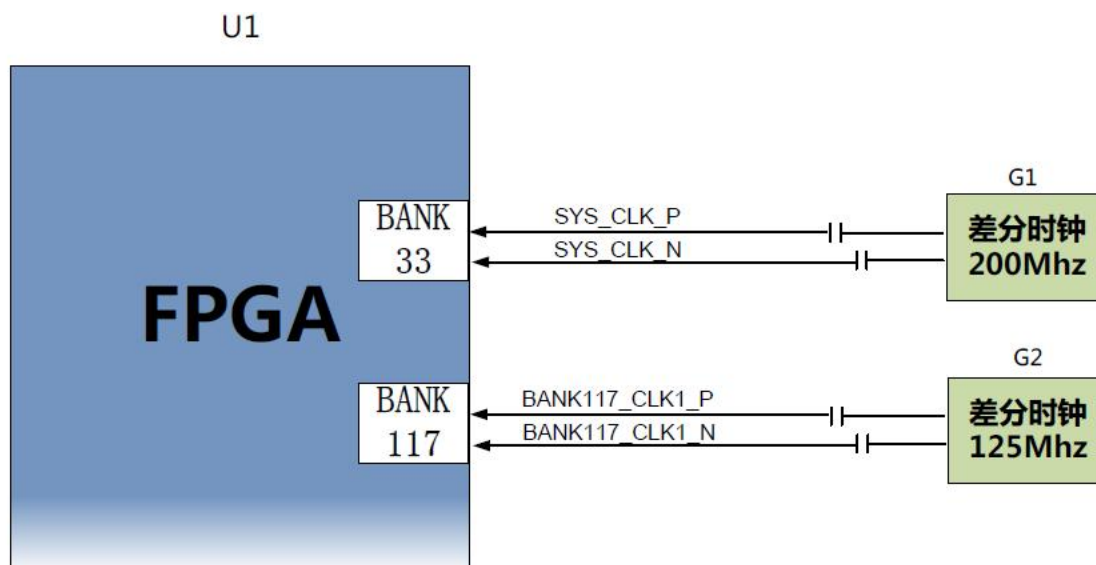 U1
FPGA
BANK
33
SYS_CLK_P
SYS_CLK_N
G1
差分时钟
200Mhz
BANK
117
BANK117_CLK1_P
BANK117_CLK1_N
G2
差分时钟
125Mhz